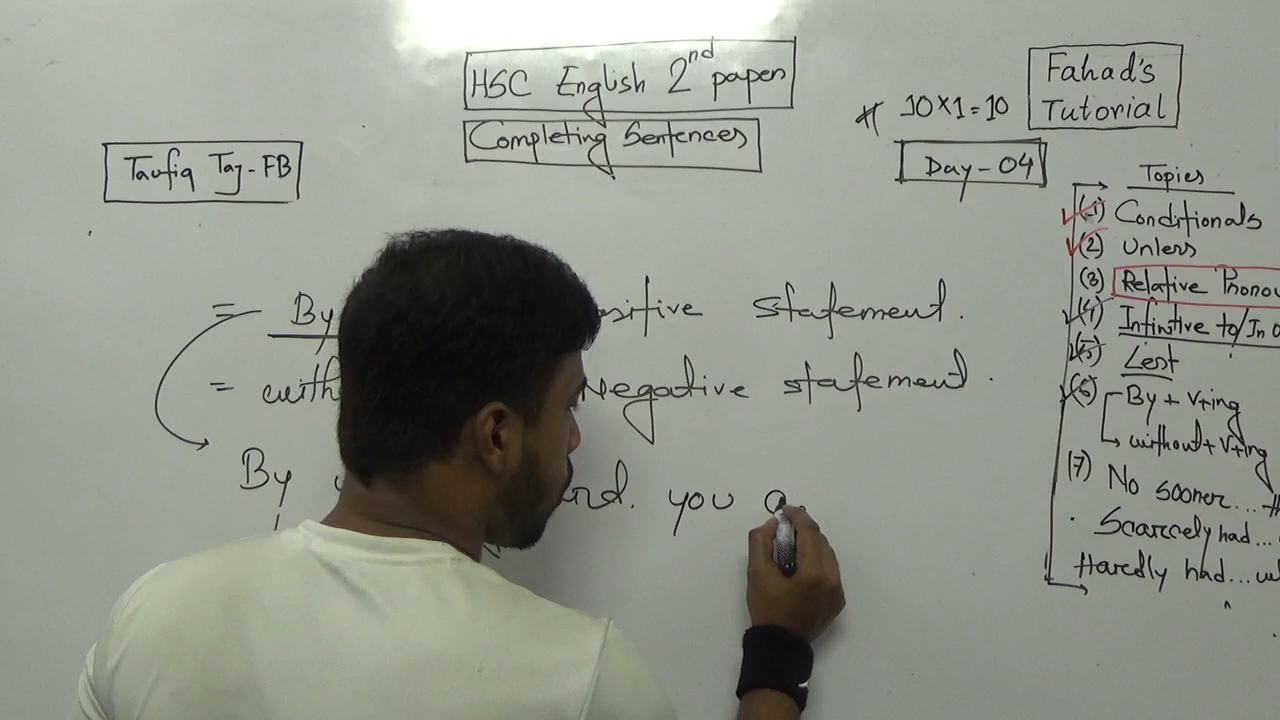 HSC English 2nd paper
Completing Sentences
Taufiq Taj-FB
# 10×1=10
Fahad's
Tutorial
Day-04
= By sitive statement.
= with Negative statement.
By rd. you
Topics
(1) Conditionals
(2) Unless
(3) Relative Pronou
(4) Infinitive to/In o
(5) Lest
(6) By + V+ing
without+V+ing
(7) No sooner... th
Scarcely had...
Hardly had... w